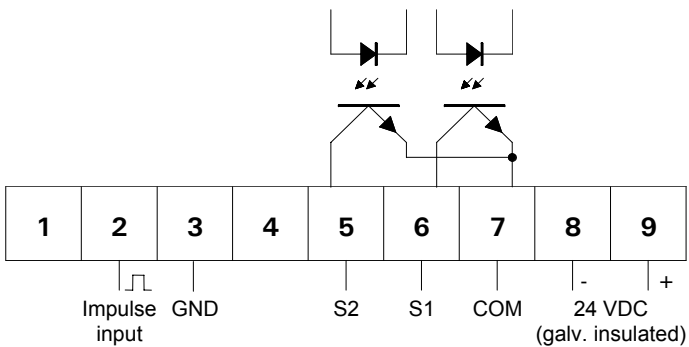 1 2 3 4 5 6 7 8 9
- +
Impulse GND S2 S1 COM 24 VDC
input (galv. insulated)